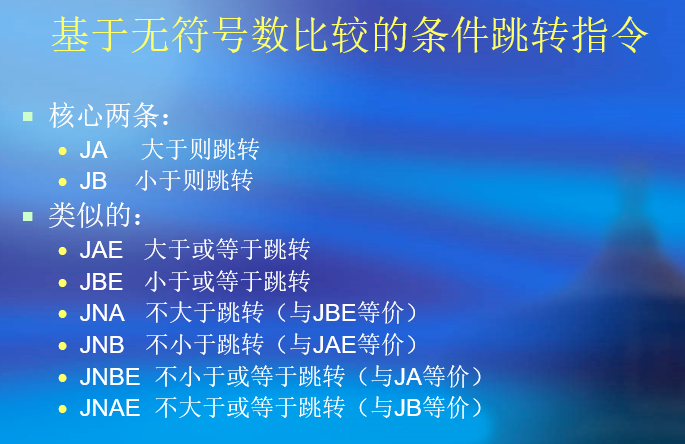 基于无符号数比较的条件跳转指令
核心两条：
JA 大于则跳转
JB 小于则跳转
类似的：
JAE 大于或等于跳转
JBE 小于或等于跳转
JNA 不大于跳转（与JBE等价）
JNB 不小于跳转（与JAE等价）
JNBE 不小于或等于跳转（与JA等价）
JNAE 不大于或等于跳转（与JB等价）